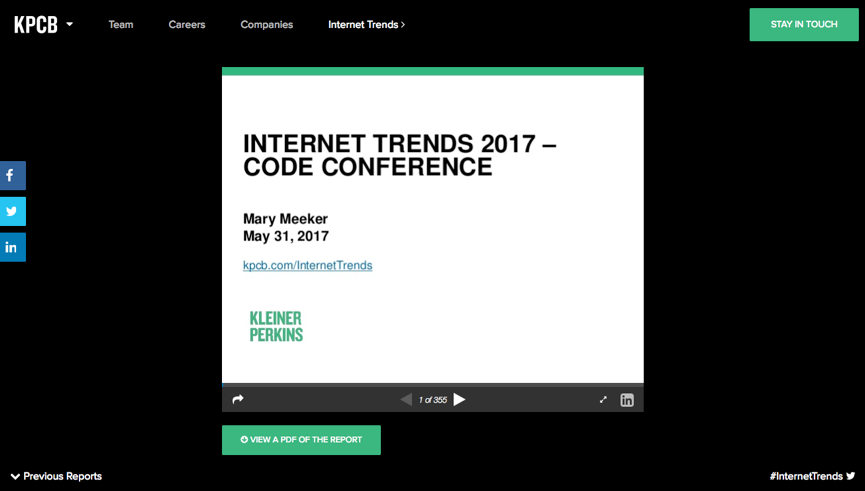 KPCB Team Careers Companies Internet Trends STAY IN TOUCH
INTERNET TRENDS 2017 –
CODE CONFERENCE
Mary Meeker
May 31, 2017
kpcb.com/InternetTrends
KLEINER
PERKINS
1 of 355
VIEW A PDF OF THE REPORT
Previous Reports #InternetTrends